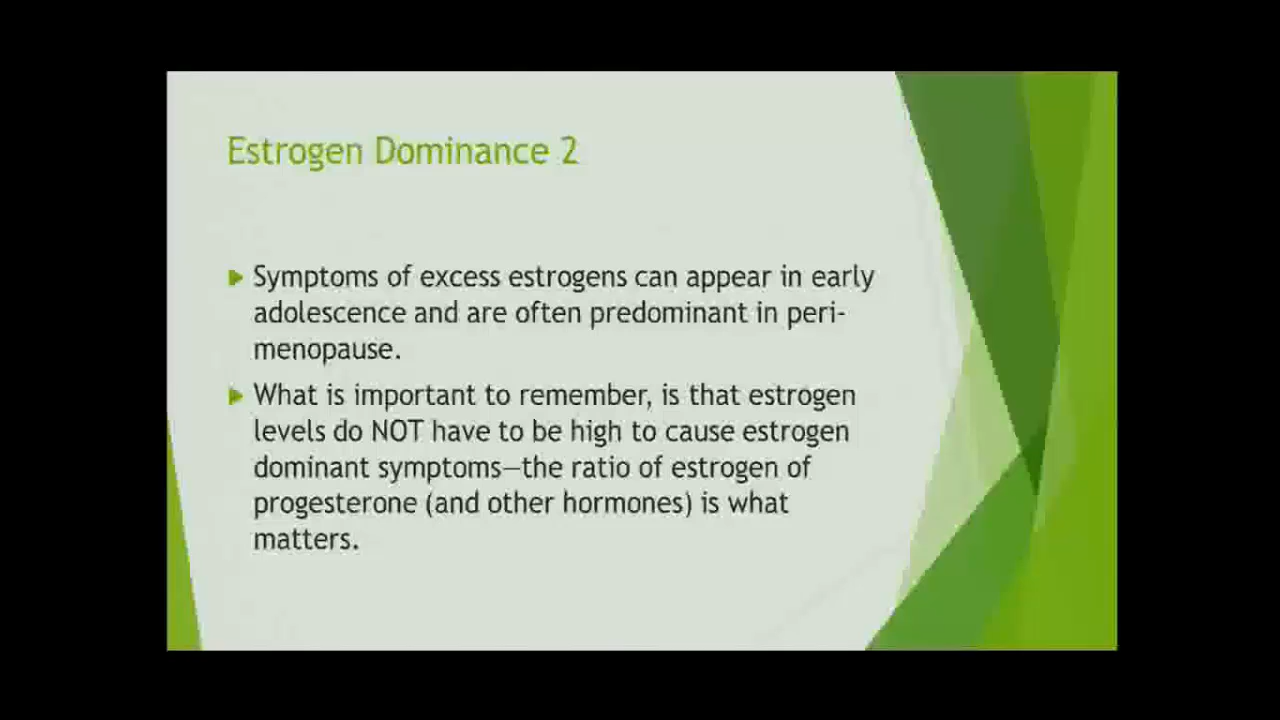 Estrogen Dominance 2
Symptoms of excess estrogens can appear in early
adolescence and are often predominant in peri-
menopause.
What is important to remember, is that estrogen
levels do NOT have to be high to cause estrogen
dominant symptoms—the ratio of estrogen of
progesterone (and other hormones) is what
matters.